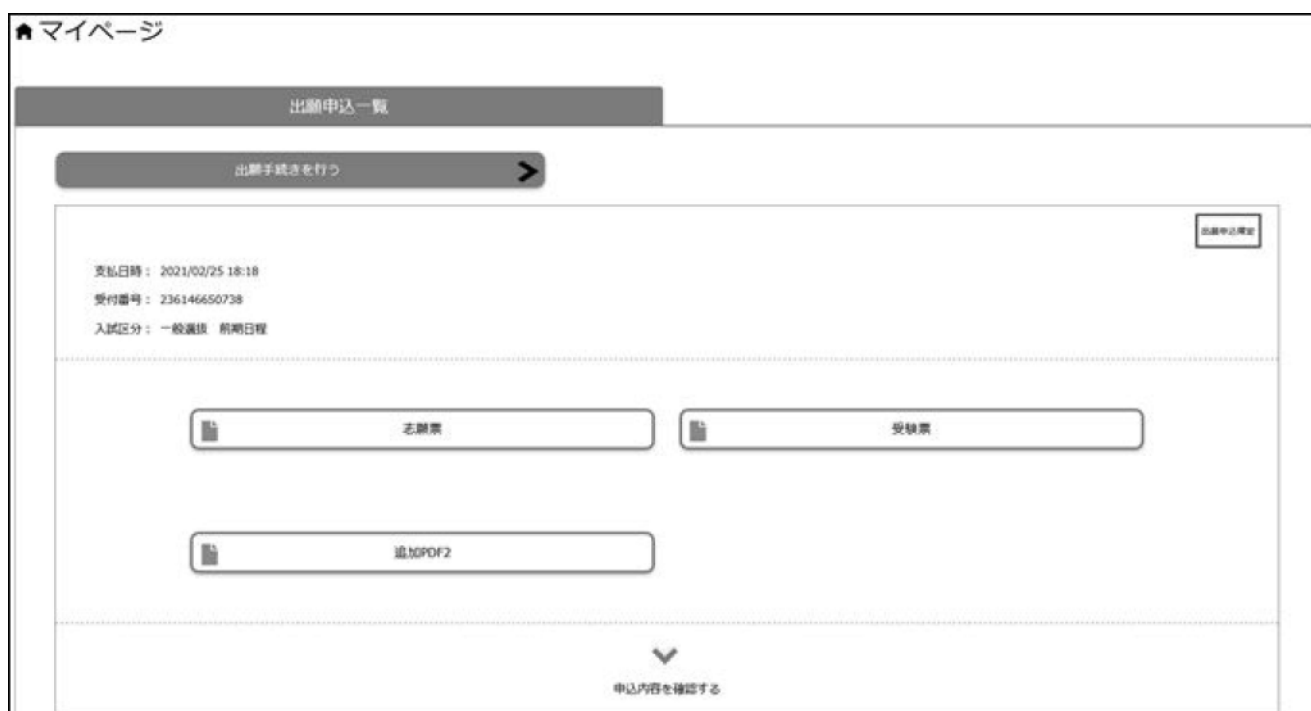 マイページ
出願申込一覧
出願手続きを行う
出願申込確定
支払日時： 2021/02/25 18:18
受付番号： 236146650738
入試区分： 一般選抜 前期日程
志願票
受験票
追加PDF2
申込内容を確認する